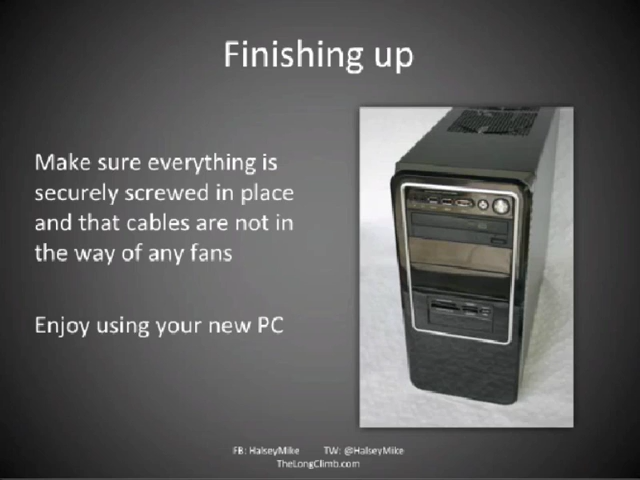 Finishing up
Make sure everything is
securely screwed in place
and that cables are not in
the way of any fans
Enjoy using your new PC
FB: HalseyMike TW: @HalseyMike
TheLongClimb.com